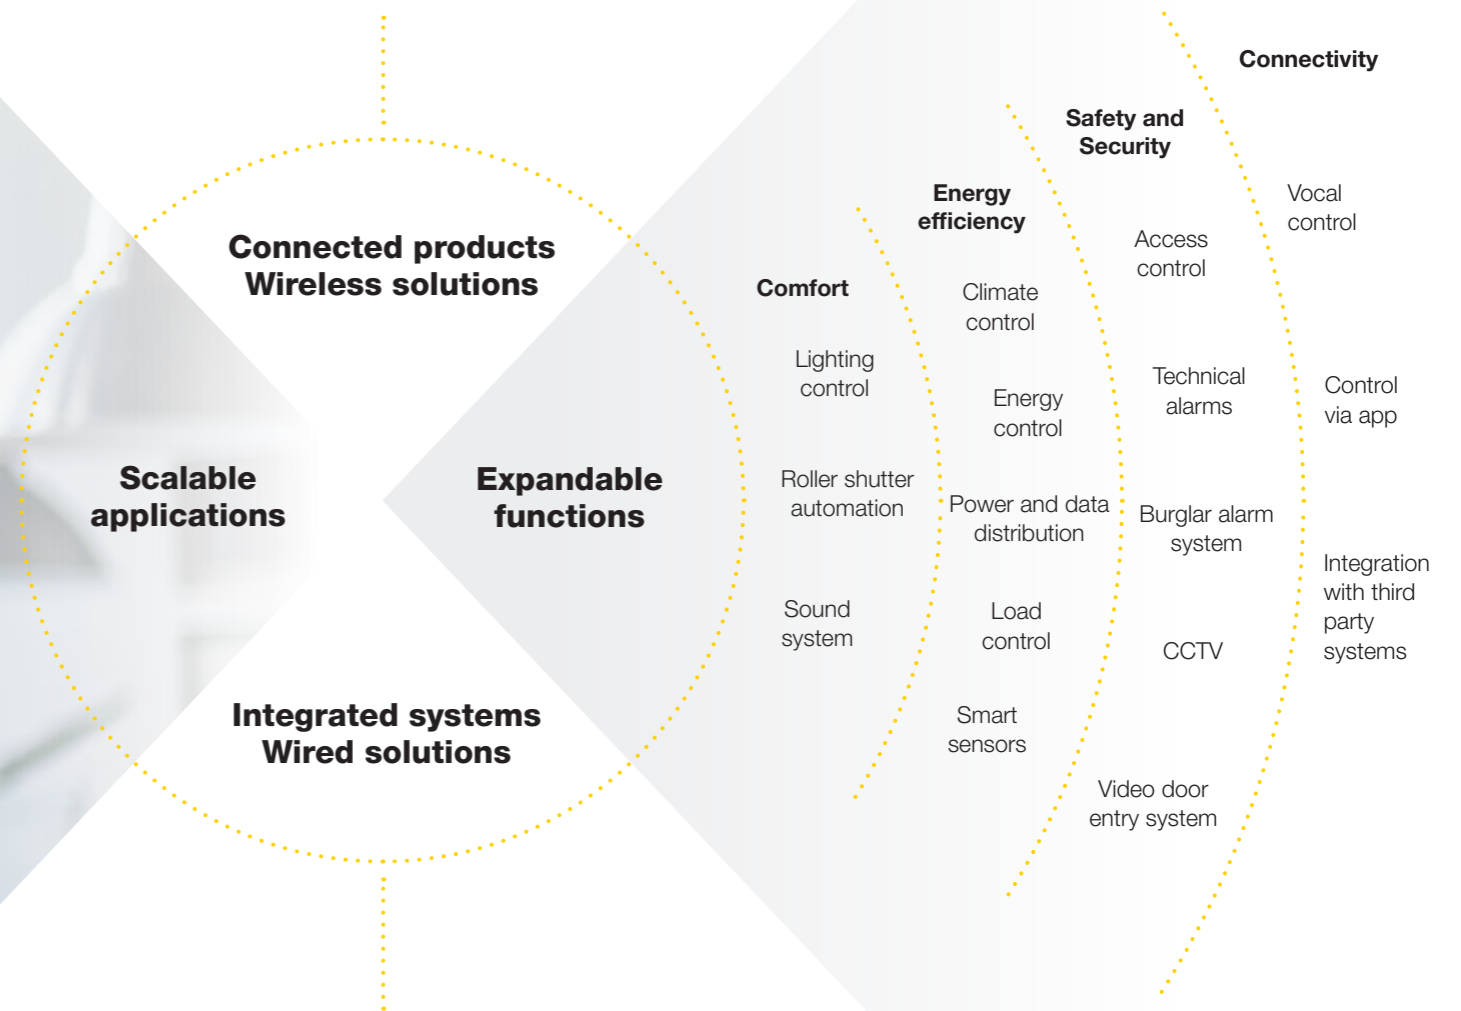 Connected products
Wireless solutions
Scalable
applications
Expandable
functions
Integrated systems
Wired solutions
Comfort
Lighting
control
Roller shutter
automation
Sound
system
Energy
efficiency
Climate
control
Energy
control
Power and data
distribution
Load
control
Smart
sensors
Safety and
Security
Access
control
Technical
alarms
Burglar alarm
system
CCTV
Video door
entry system
Connectivity
Vocal
control
Control
via app
Integration
with third
party
systems